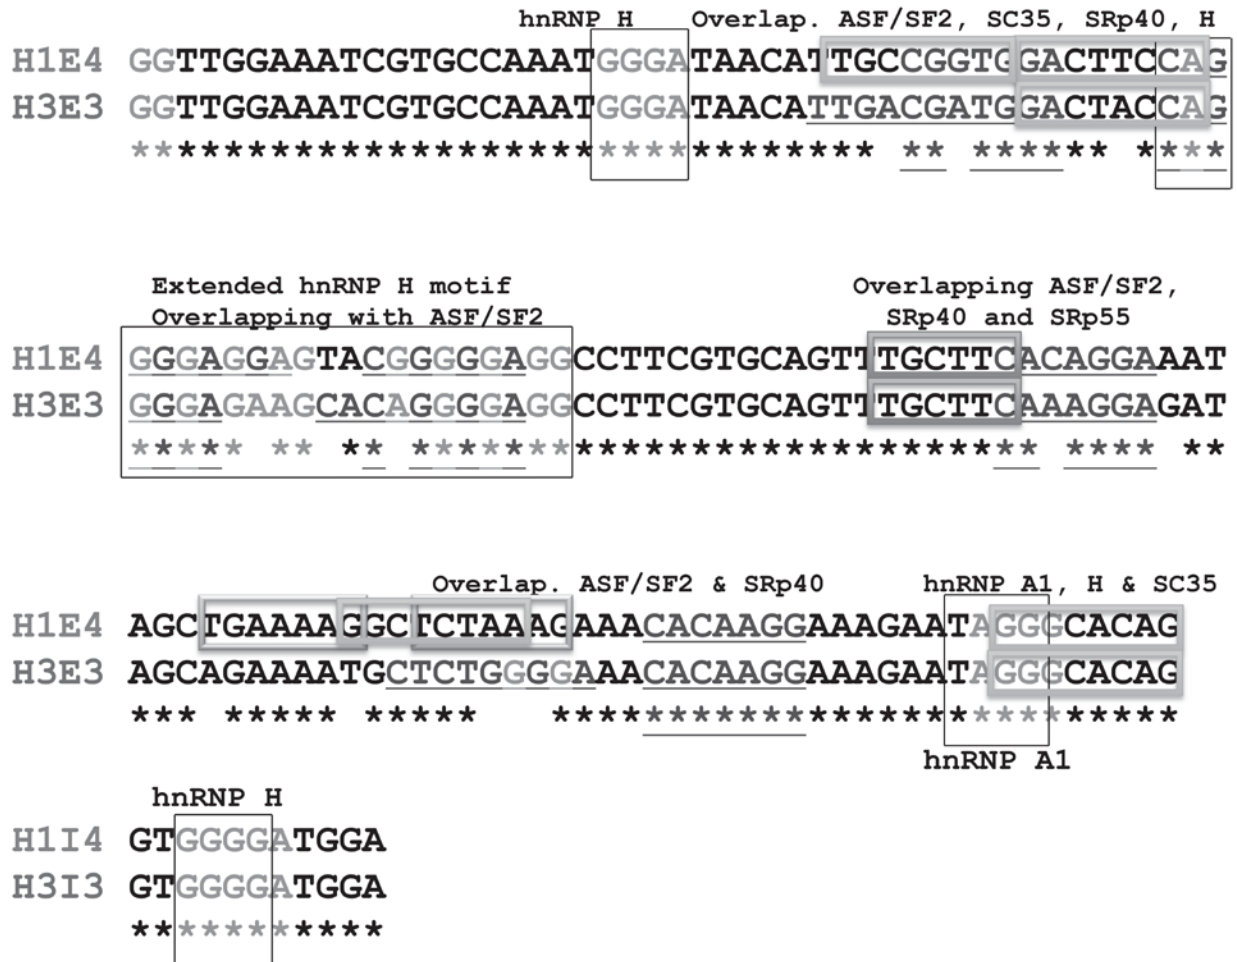 hnRNP H Overlap. ASF/SF2, SC35, SRp40, H
H1E4 GGTTGGAAATCGTGCCAAATGGGATAACATTGCCGGTGGACTTCCAG
H3E3 GGTTGGAAATCGTGCCAAATGGGATAACATTGACGATGGACTACCAG
******************************** ** ****** ****
Extended hnRNP H motif
Overlapping with ASF/SF2
Overlapping ASF/SF2,
SRp40 and SRp55
H1E4 GGGAGGAGTACGGGGGAGGCCTTCGTGCAGTTTGCTTCACAGGAAAT
H3E3 GGGAGAAGCACAGGGGAGGCCTTCGTGCAGTTTGCTTCAAAGGAGAT
***** ** ** *************************** **** **
Overlap. ASF/SF2 & SRp40 hnRNP A1, H & SC35
H1E4 AGCTGAAAAGGCTCTAAAGAAACACAAGGAAAGAATAGGGCACAG
H3E3 AGCAGAAAATGCTCTGGGGAAACACAAGGAAAGAATAGGGCACAG
*** ***** *****   ***************************
hnRNP A1
hnRNP H
H1I4 GTGGGGATGGA
H3I3 GTGGGGATGGA
***********